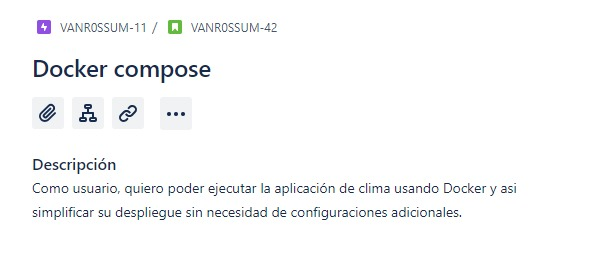 VANR0SSUM-11 / VANR0SSUM-42
Docker compose
Descripción
Como usuario, quiero poder ejecutar la aplicación de clima usando Docker y asi
simplificar su despliegue sin necesidad de configuraciones adicionales.